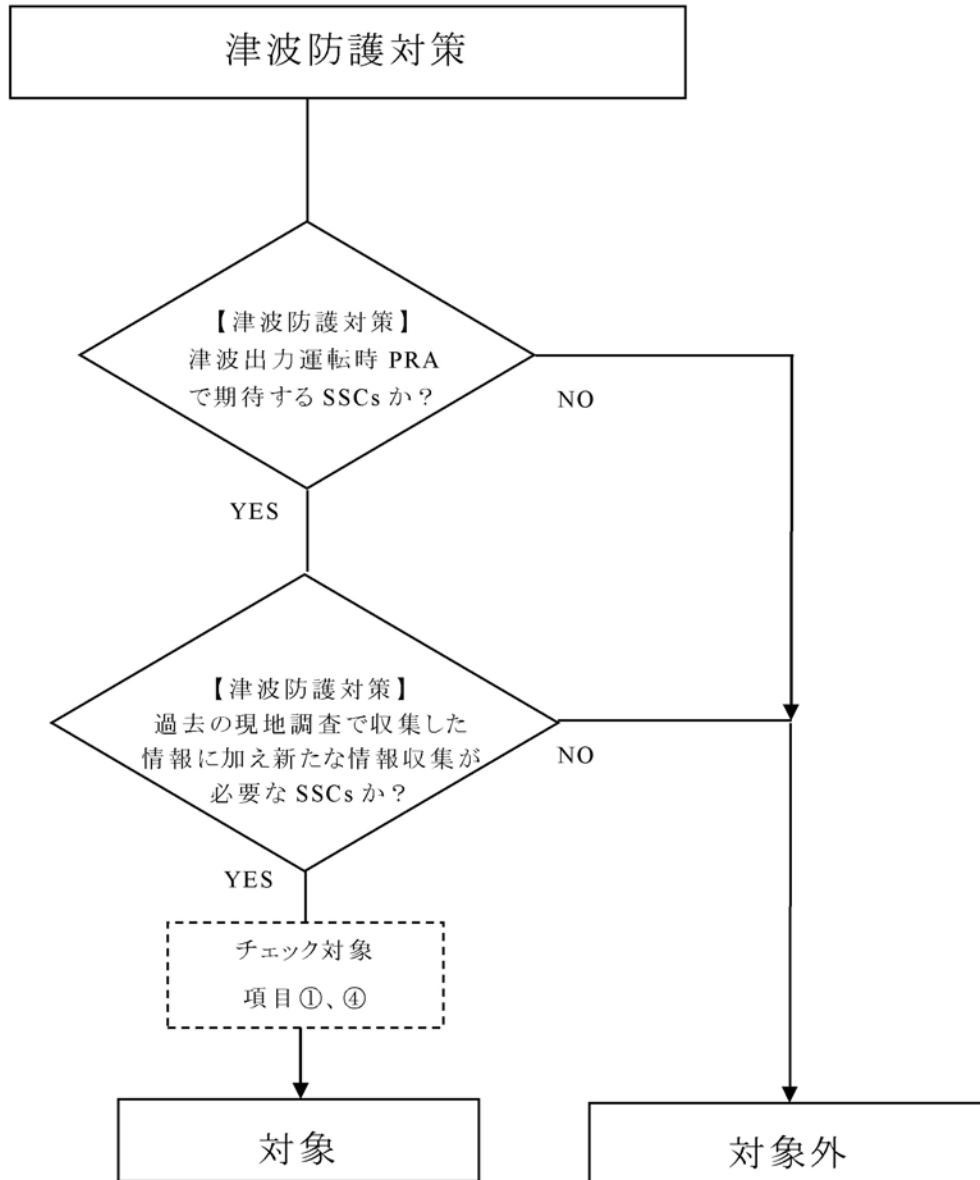 津波防護対策
【津波防護対策】
津波出力運転時 PRA
で期待する SSCs か？
NO
YES
【津波防護対策】
過去の現地調査で収集した
情報に加え新たな情報収集が
必要な SSCs か？
NO
YES
チェック対象
項目①、④
対象
対象外